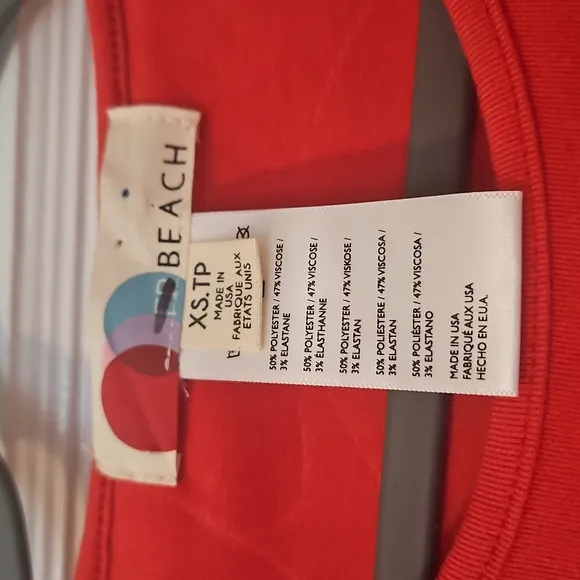 BEACH
XS.TP
MADE IN
USA
FABRIQUE AUX
ETATS UNIS
50% POLYESTER / 47% VISCOSE /
3% ELASTANE
50% POLYESTER / 47% VISCOSE /
3% ÉLASTHANNE
50% POLYESTER / 47% VISKOSE /
3% ELASTAN
50% POLIESTERE / 47% VISCOSA /
3% ELASTAN
50% POLIÉSTER / 47% VISCOSA /
3% ELASTANO
MADE IN USA
FABRIQUÉ AUX USA
HECHO EN E.U.A.